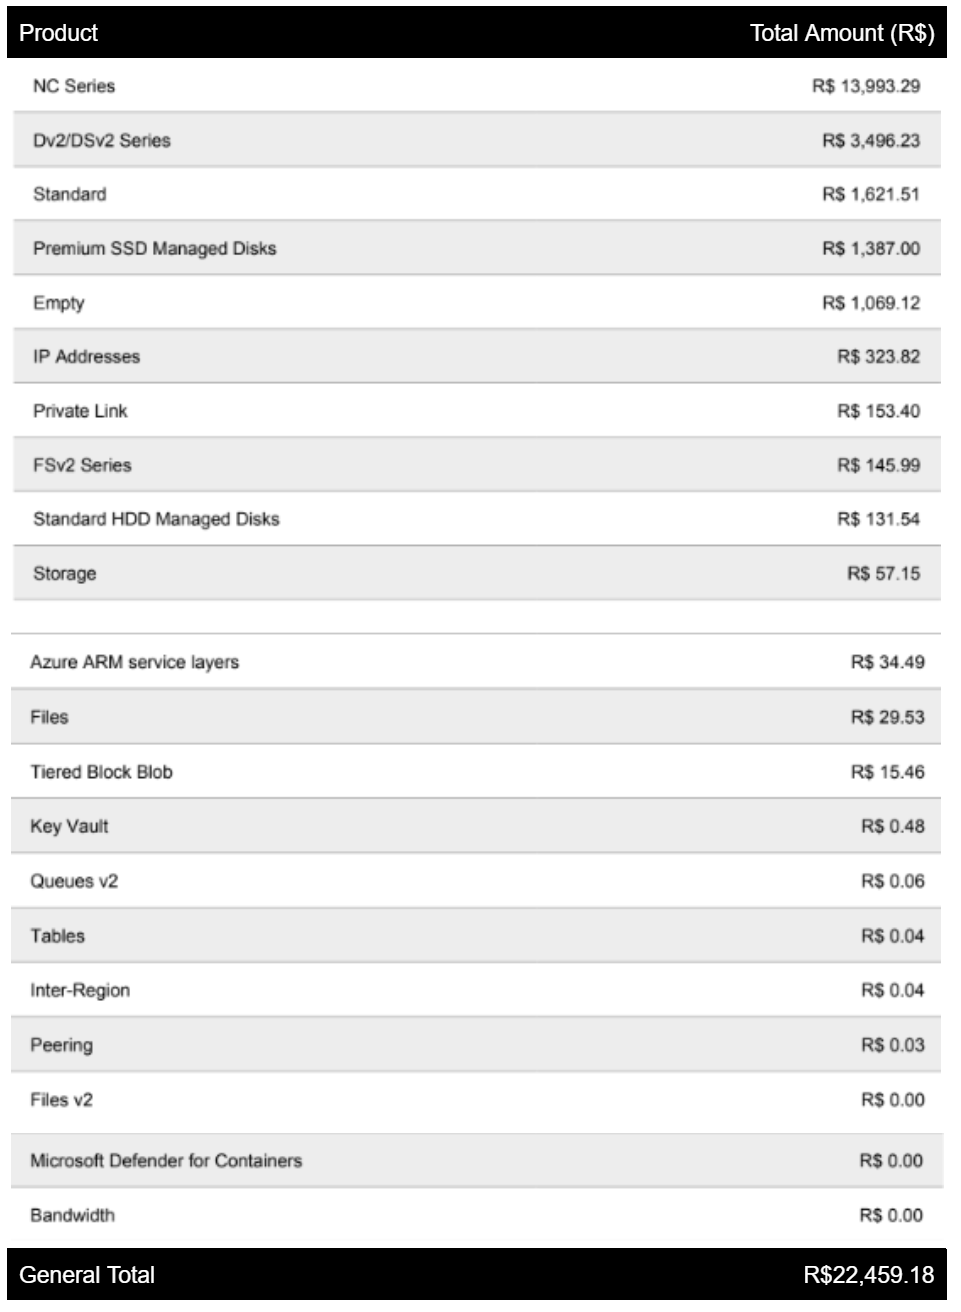 Product Total Amount (R$)
NC Series R$ 13,993.29
Dv2/DSv2 Series R$ 3,496.23
Standard R$ 1,621.51
Premium SSD Managed Disks R$ 1,387.00
Empty R$ 1,069.12
IP Addresses R$ 323.82
Private Link R$ 153.40
FSv2 Series R$ 145.99
Standard HDD Managed Disks R$ 131.54
Storage R$ 57.15
Azure ARM service layers R$ 34.49
Files R$ 29.53
Tiered Block Blob R$ 15.46
Key Vault R$ 0.48
Queues v2 R$ 0.06
Tables R$ 0.04
Inter-Region R$ 0.04
Peering R$ 0.03
Files v2 R$ 0.00
Microsoft Defender for Containers R$ 0.00
Bandwidth R$ 0.00
General Total R$22,459.18